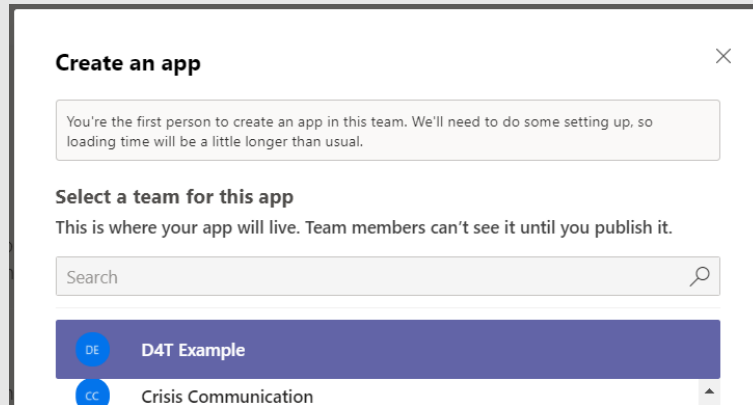 Create an app
You're the first person to create an app in this team. We'll need to do some setting up, so
loading time will be a little longer than usual.
Select a team for this app
This is where your app will live. Team members can't see it until you publish it.
Search
DE D4T Example
CC Crisis Communication